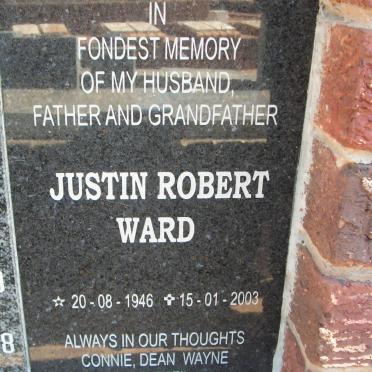 IN
FONDEST MEMORY
OF MY HUSBAND,
FATHER AND GRANDFATHER
JUSTIN ROBERT
WARD
☆ 20-08-1946 ✞ 15-01-2003
ALWAYS IN OUR THOUGHTS
CONNIE, DEAN WAYNE
8